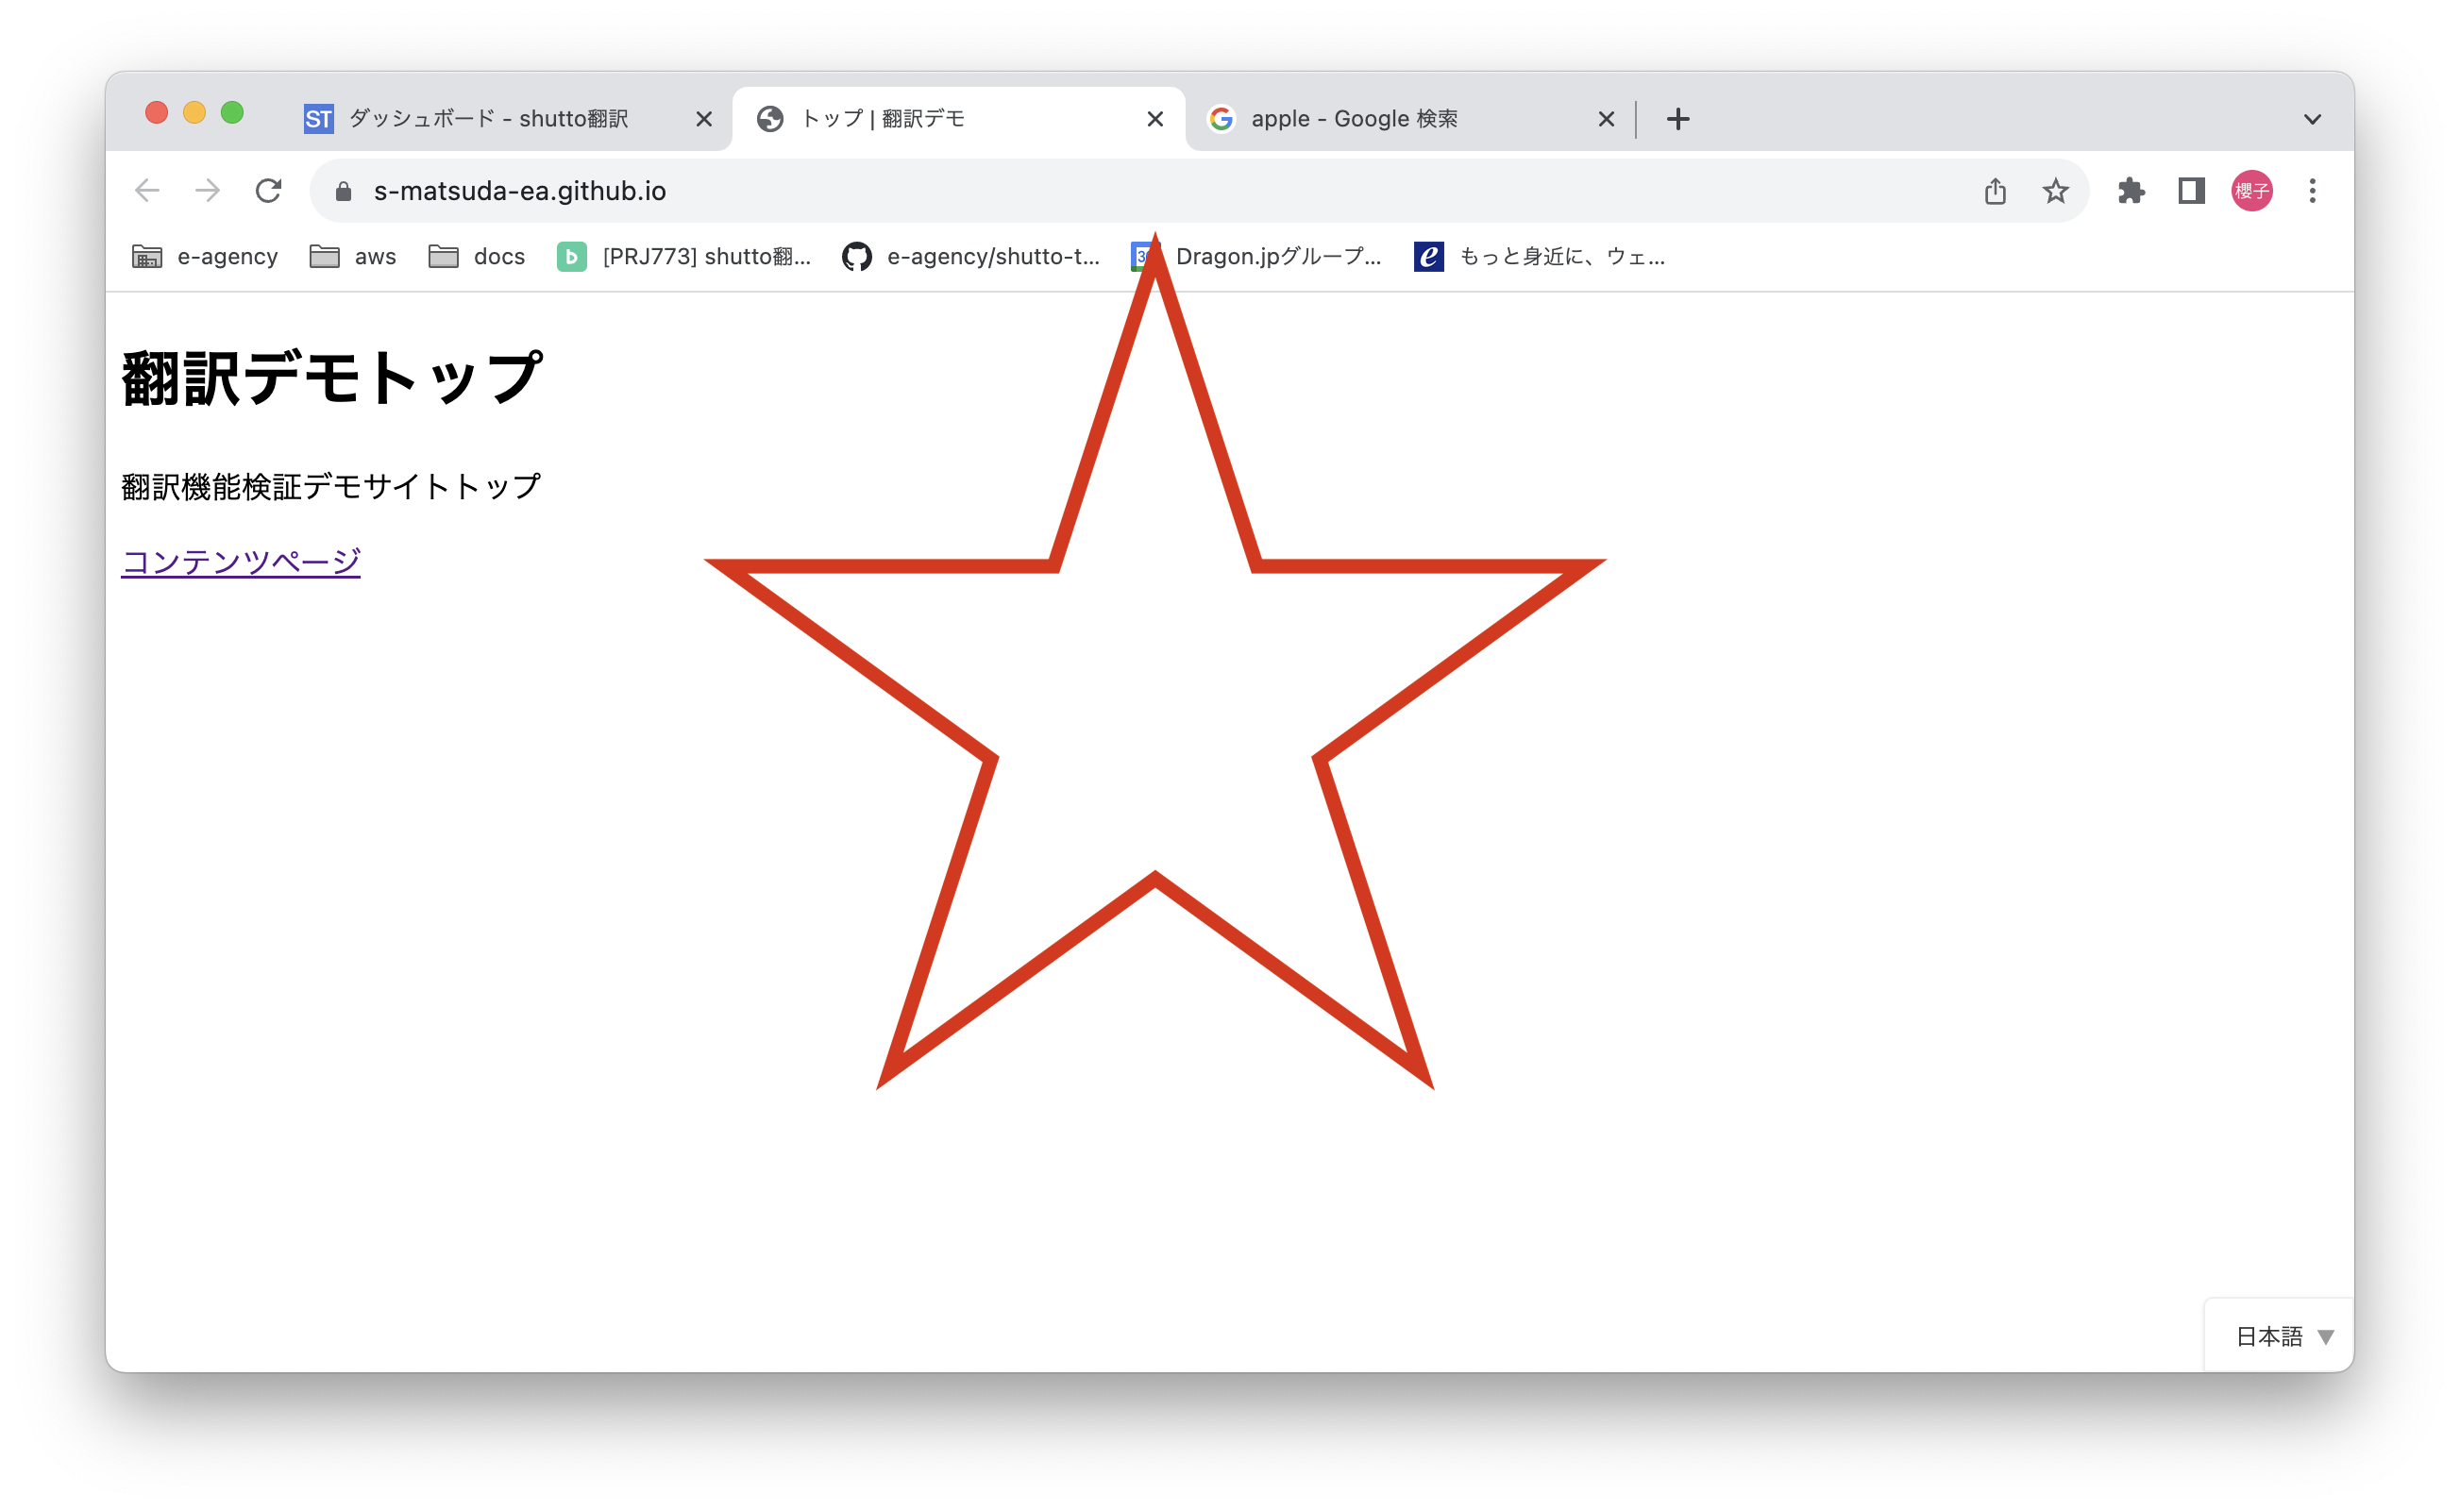 ST ダッシュボード - shutto翻訳 トップ | 翻訳デモ apple - Google 検索
s-matsuda-ea.github.io 櫻子
e-agency aws docs [PRJ773] shutto翻... e-agency/shutto-t... Dragon.jpグループ... もっと身近に、ウェ...
翻訳デモトップ
翻訳機能検証デモサイトトップ
コンテンツページ
日本語